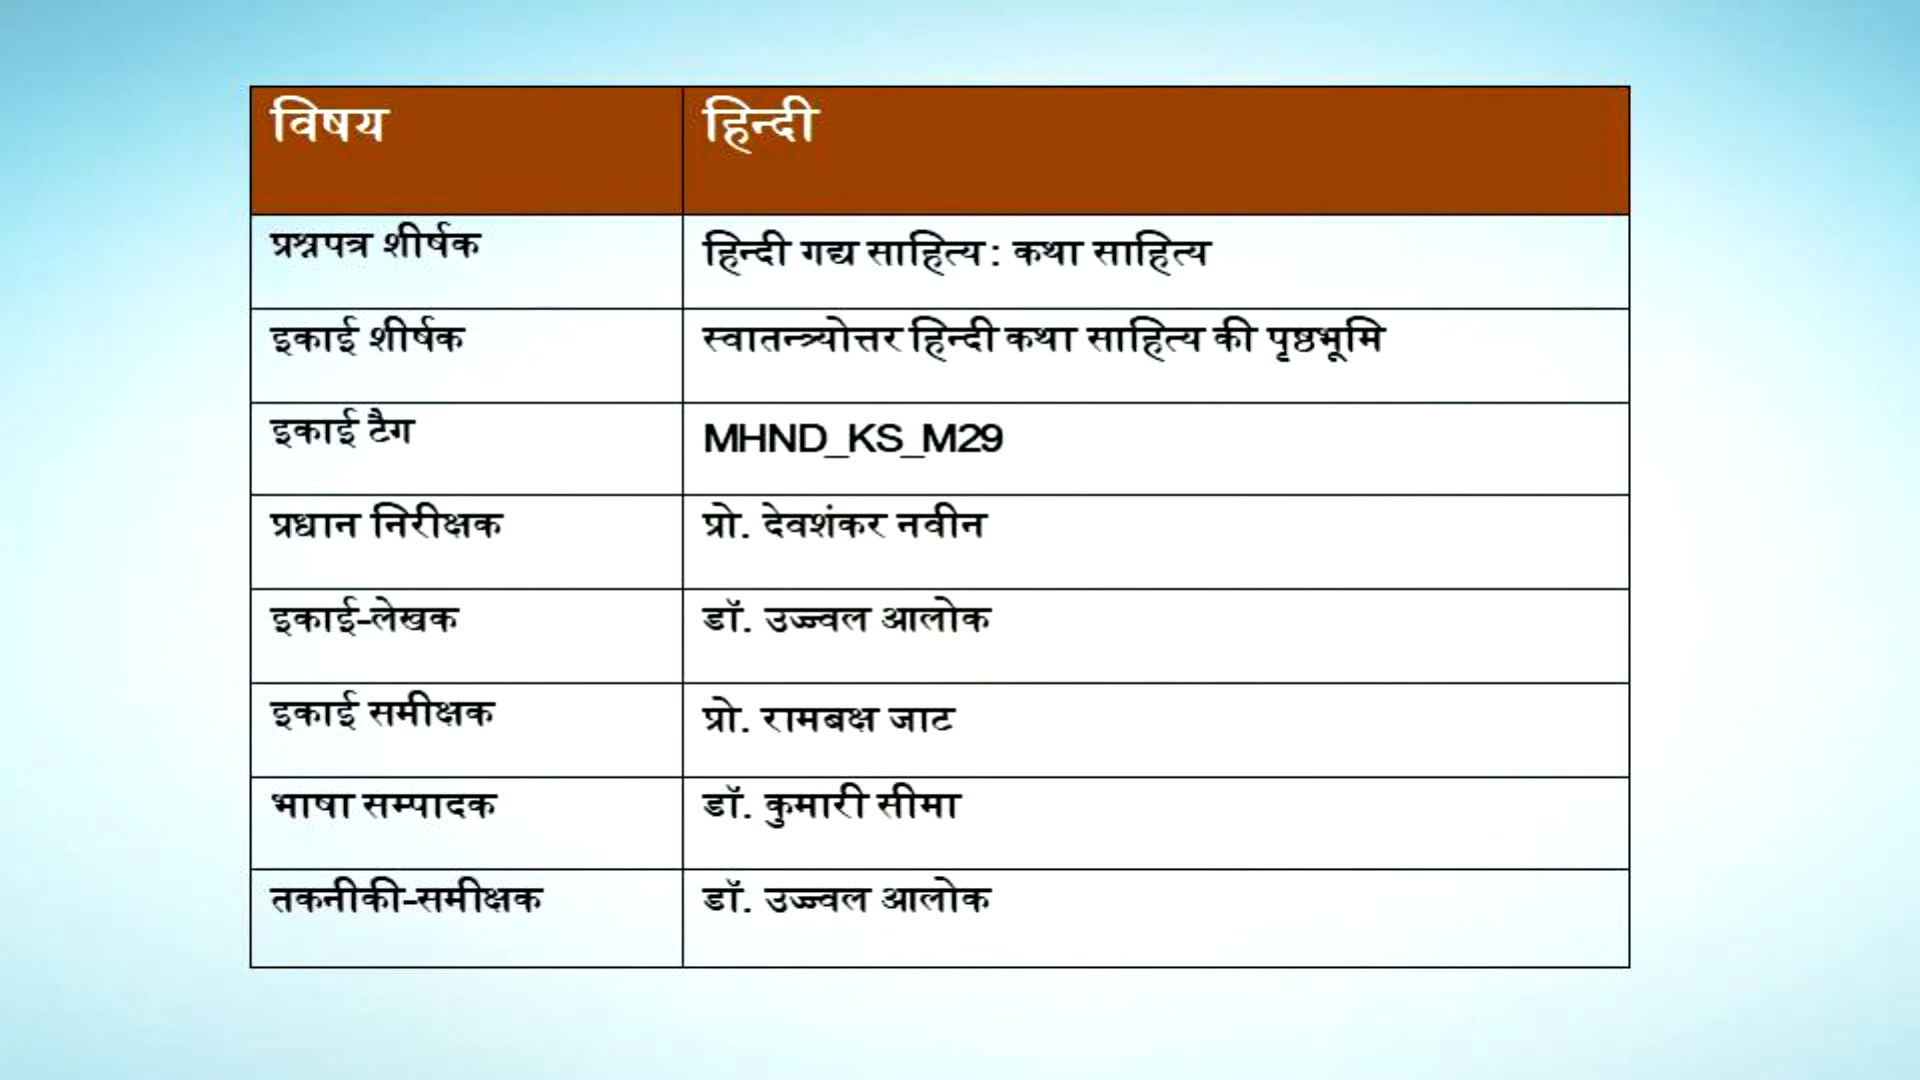 विषय हिन्दी
प्रश्नपत्र शीर्षक हिन्दी गद्य साहित्य : कथा साहित्य
इकाई शीर्षक स्वातन्त्र्योत्तर हिन्दी कथा साहित्य की पृष्ठभूमि
इकाई टैग MHND_KS_M29
प्रधान निरीक्षक प्रो. देवशंकर नवीन
इकाई-लेखक डॉ. उज्ज्वल आलोक
इकाई समीक्षक प्रो. रामबक्ष जाट
भाषा सम्पादक डॉ. कुमारी सीमा
तकनीकी-समीक्षक डॉ. उज्ज्वल आलोक